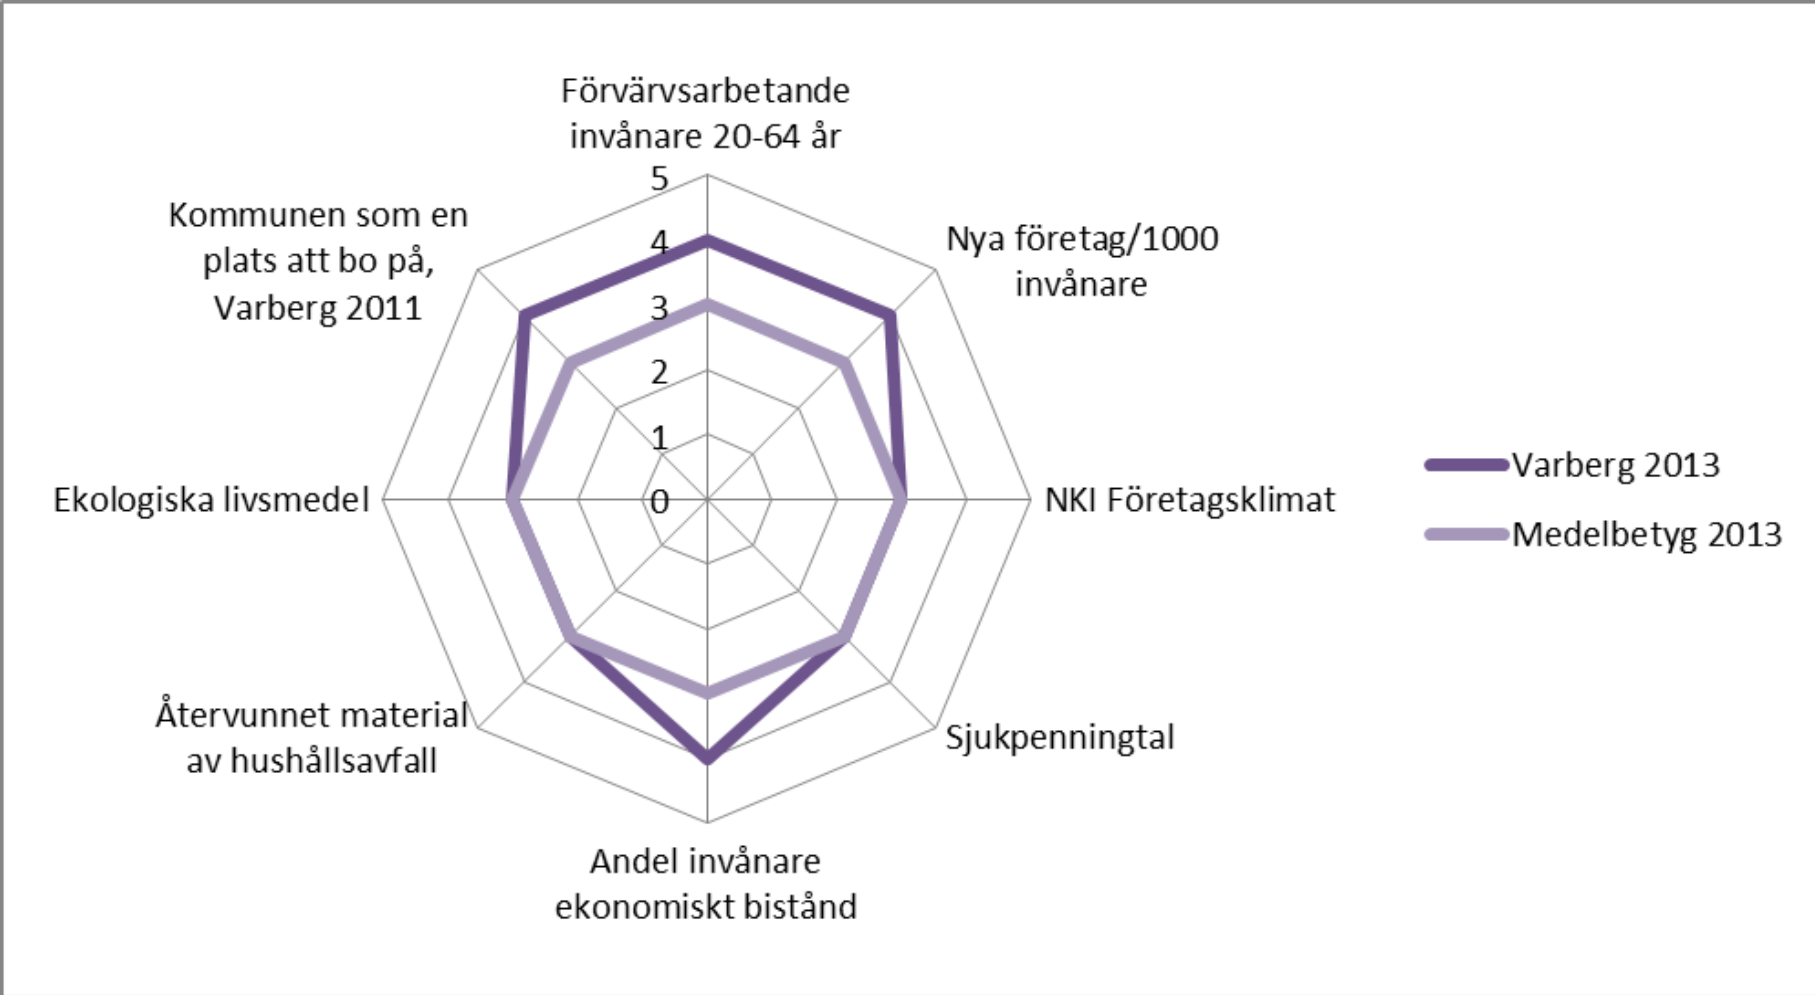 Förvärvsarbetande
invånare 20-64 år
5
4
3
2
1
0
Nya företag/1000
invånare
NKI Företagsklimat
Sjukpenningtal
Andel invånare
ekonomiskt bistånd
Återvunnet material
av hushållsavfall
Ekologiska livsmedel
Kommunen som en
plats att bo på,
Varberg 2011
Varberg 2013
Medelbetyg 2013